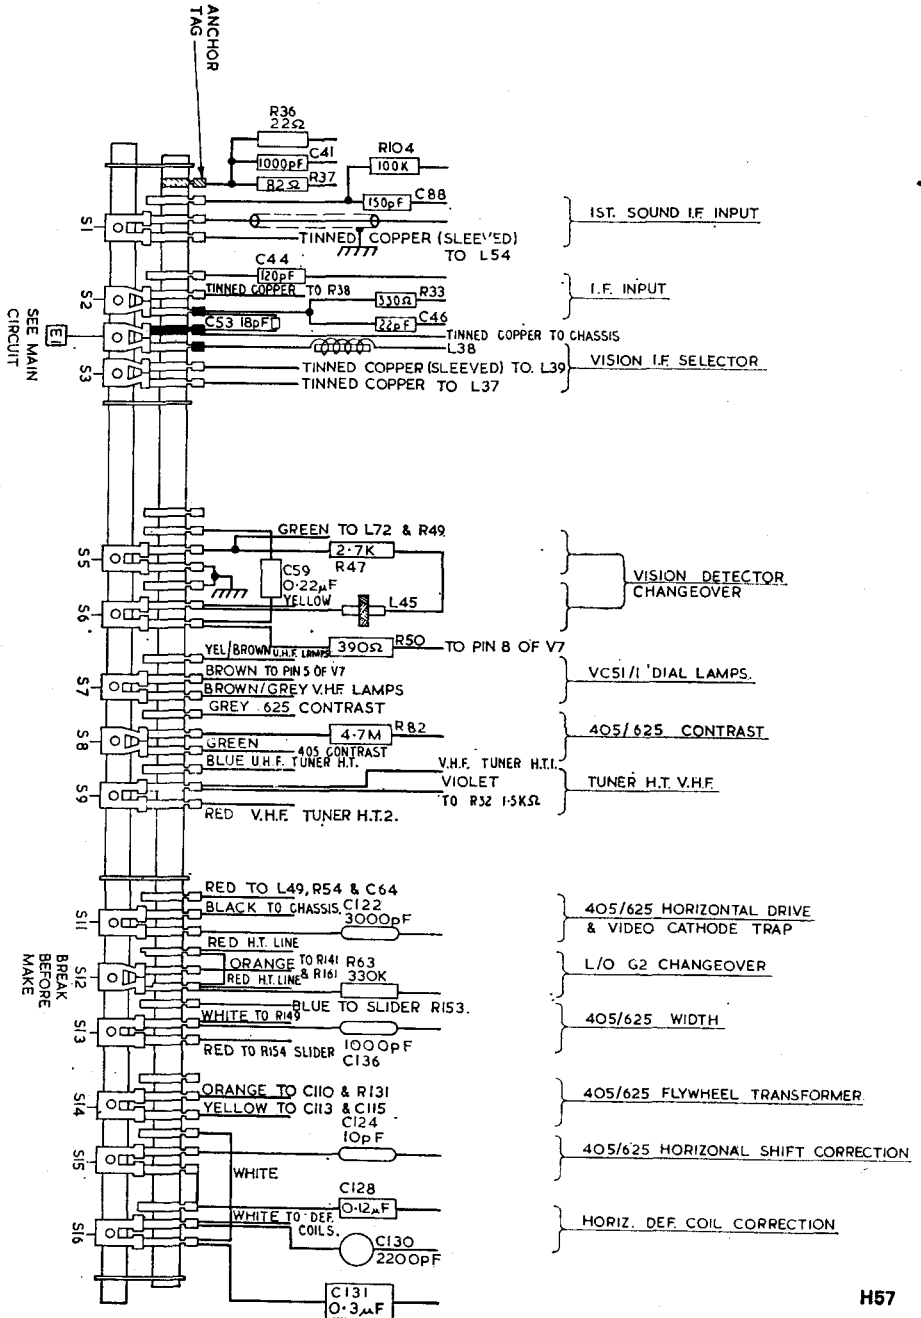 ANCHOR
TAG
R36
22Ω
C41
1000pF
R37
82Ω
R104
100K
C88
150pF
S1
TINNED COPPER (SLEEVED)
TO L54
1ST. SOUND I.F. INPUT
C44
120pF
S2
TINNED COPPER TO R38
R33
330Ω
I.F. INPUT
C53 18pF
C46
22pF
SEE MAIN
CIRCUIT
E1
TINNED COPPER TO CHASSIS
L38
S3
TINNED COPPER (SLEEVED) TO L39
TINNED COPPER TO L37
VISION I.F. SELECTOR
GREEN TO L72 & R49
S5
2·7K
R47
C59
0·22µF
VISION DETECTOR
CHANGEOVER
YELLOW
L45
S6
390Ω
R50
TO PIN 8 OF V7
YEL/BROWN U.H.F. LAMPS
BROWN TO PIN 5 OF V7
S7
BROWN/GREY V.H.F. LAMPS
VC51/1 DIAL LAMPS.
GREY 625 CONTRAST
S8
4·7M
R82
405/625 CONTRAST
GREEN 405 CONTRAST
BLUE U.H.F. TUNER H.T.
V.H.F. TUNER H.T.1.
VIOLET
TO R32 1·5KΩ
TUNER H.T. V.H.F.
S9
RED V.H.F. TUNER H.T.2.
RED TO L49, R54 & C64
BLACK TO CHASSIS.
C122
3000pF
S11
405/625 HORIZONTAL DRIVE
& VIDEO CATHODE TRAP
RED H.T. LINE
ORANGE TO R141
& R161
RED H.T. LINE
R63
330K
S12
BREAK
BEFORE
MAKE
L/O G2 CHANGEOVER
BLUE TO SLIDER R153.
WHITE TO R149
S13
RED TO R154 SLIDER
1000pF
C136
405/625 WIDTH
ORANGE TO C110 & R131
S14
YELLOW TO C113 & C115
405/625 FLYWHEEL TRANSFORMER
C124
10pF
S15
405/625 HORIZONAL SHIFT CORRECTION
WHITE
C128
0·12µF
WHITE TO DEF.
COILS.
S16
C130
2200pF
HORIZ. DEF. COIL CORRECTION
C131
0·3µF
H57